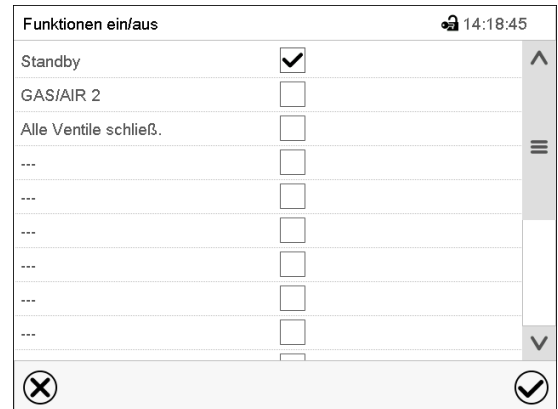 Funktionen ein/aus 14:18:45
Standby
GAS/AIR 2
Alle Ventile schließ.
---
---
---
---
---
---